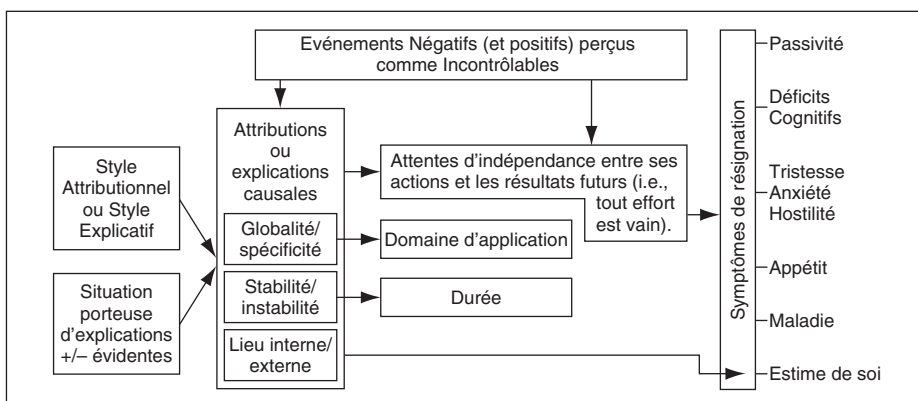 Evénements Négatifs (et positifs) perçus
comme Incontrôlables
Attributions
ou
explications
causales
Style
Attributionnel
ou Style
Explicatif
Situation
porteuse
d'explications
+/– évidentes
Globalité/
spécificité
Stabilité/
instabilité
Lieu interne/
externe
Attentes d'indépendance entre ses
actions et les résultats futurs (i.e.,
tout effort
est vain).
Domaine d'application
Durée
Symptômes de résignation
Passivité
Déficits
Cognitifs
Tristesse
Anxiété
Hostilité
Appétit
Maladie
Estime de soi